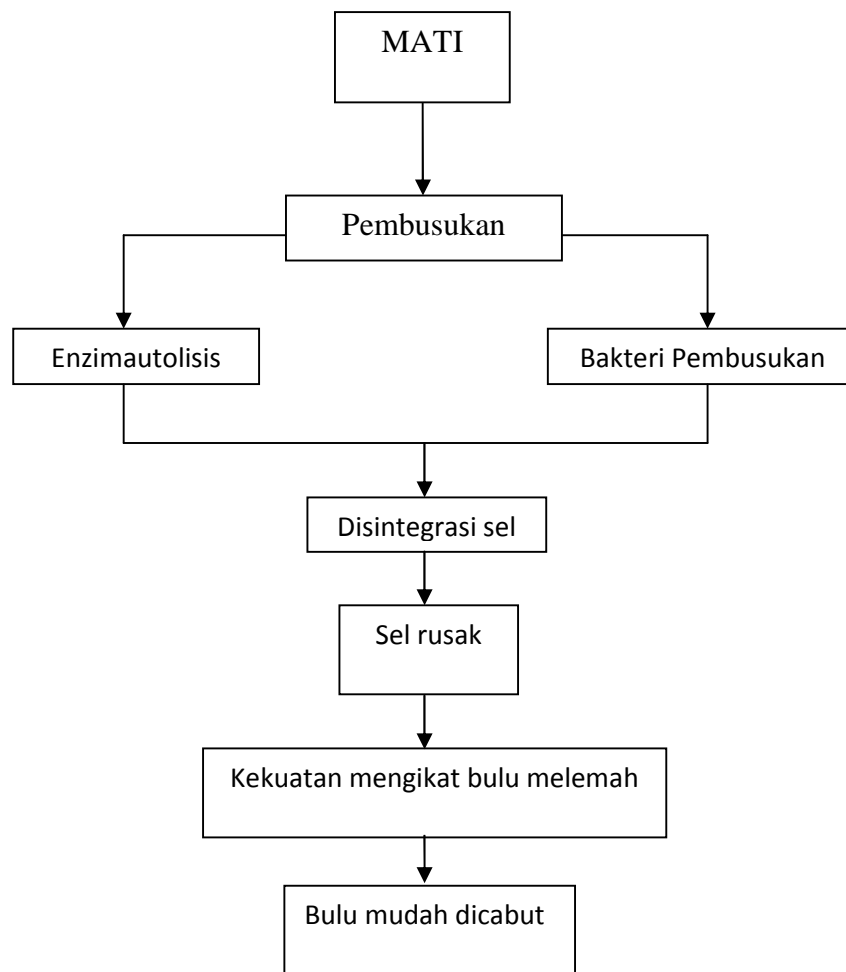 MATI
Pembusukan
Enzimautolisis
Bakteri Pembusukan
Disintegrasi sel
Sel rusak
Kekuatan mengikat bulu melemah
Bulu mudah dicabut